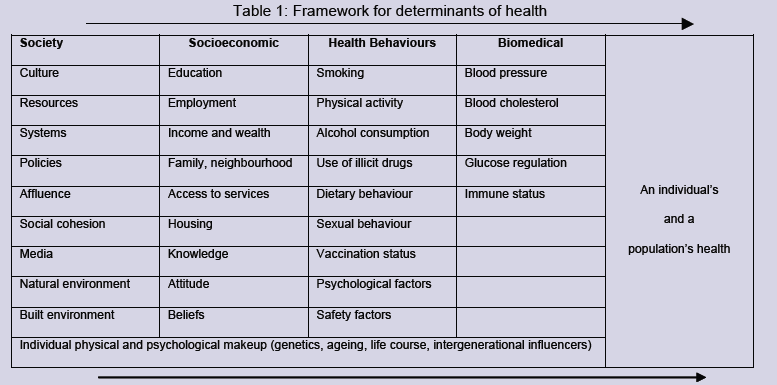 Table 1: Framework for determinants of health
Society Socioeconomic Health Behaviours Biomedical
Culture Education Smoking Blood pressure
Resources Employment Physical activity Blood cholesterol
Systems Income and wealth Alcohol consumption Body weight
Policies Family, neighbourhood Use of illicit drugs Glucose regulation
Affluence Access to services Dietary behaviour Immune status
Social cohesion Housing Sexual behaviour
Media Knowledge Vaccination status
Natural environment Attitude Psychological factors
Built environment Beliefs Safety factors
Individual physical and psychological makeup (genetics, ageing, life course, intergenerational influencers)
An individual's
and a
population's health